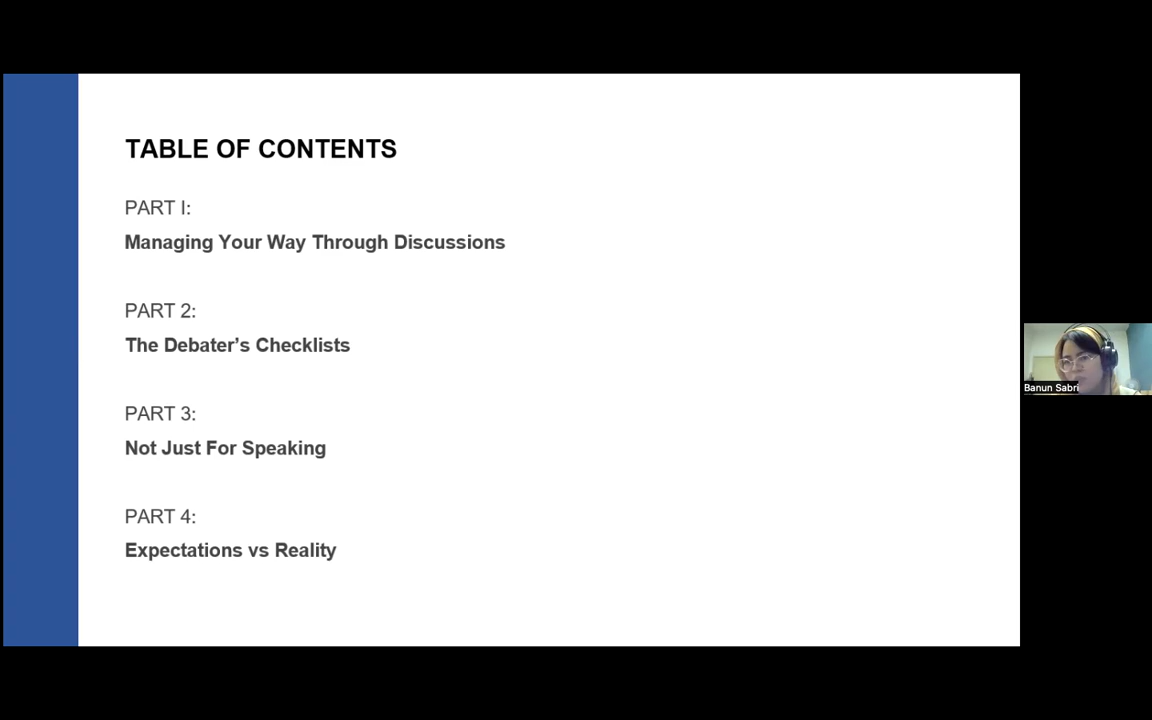 TABLE OF CONTENTS
PART I:
Managing Your Way Through Discussions
PART 2:
The Debater’s Checklists
PART 3:
Not Just For Speaking
PART 4:
Expectations vs Reality
Banun Sabri